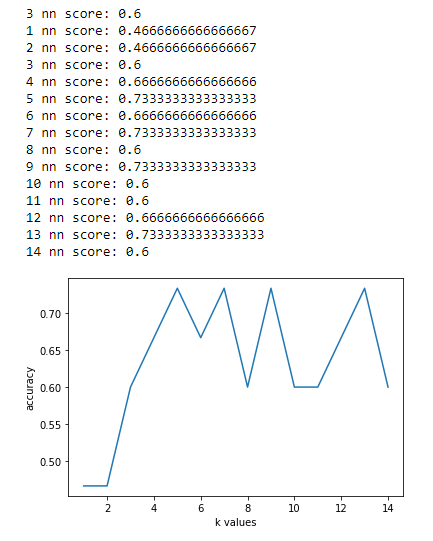 3 nn score: 0.6
1 nn score: 0.4666666666666667
2 nn score: 0.4666666666666667
3 nn score: 0.6
4 nn score: 0.6666666666666666
5 nn score: 0.7333333333333333
6 nn score: 0.6666666666666666
7 nn score: 0.7333333333333333
8 nn score: 0.6
9 nn score: 0.7333333333333333
10 nn score: 0.6
11 nn score: 0.6
12 nn score: 0.6666666666666666
13 nn score: 0.7333333333333333
14 nn score: 0.6
0.70
0.65
0.60
0.55
0.50
accuracy
2 4 6 8 10 12 14
k values